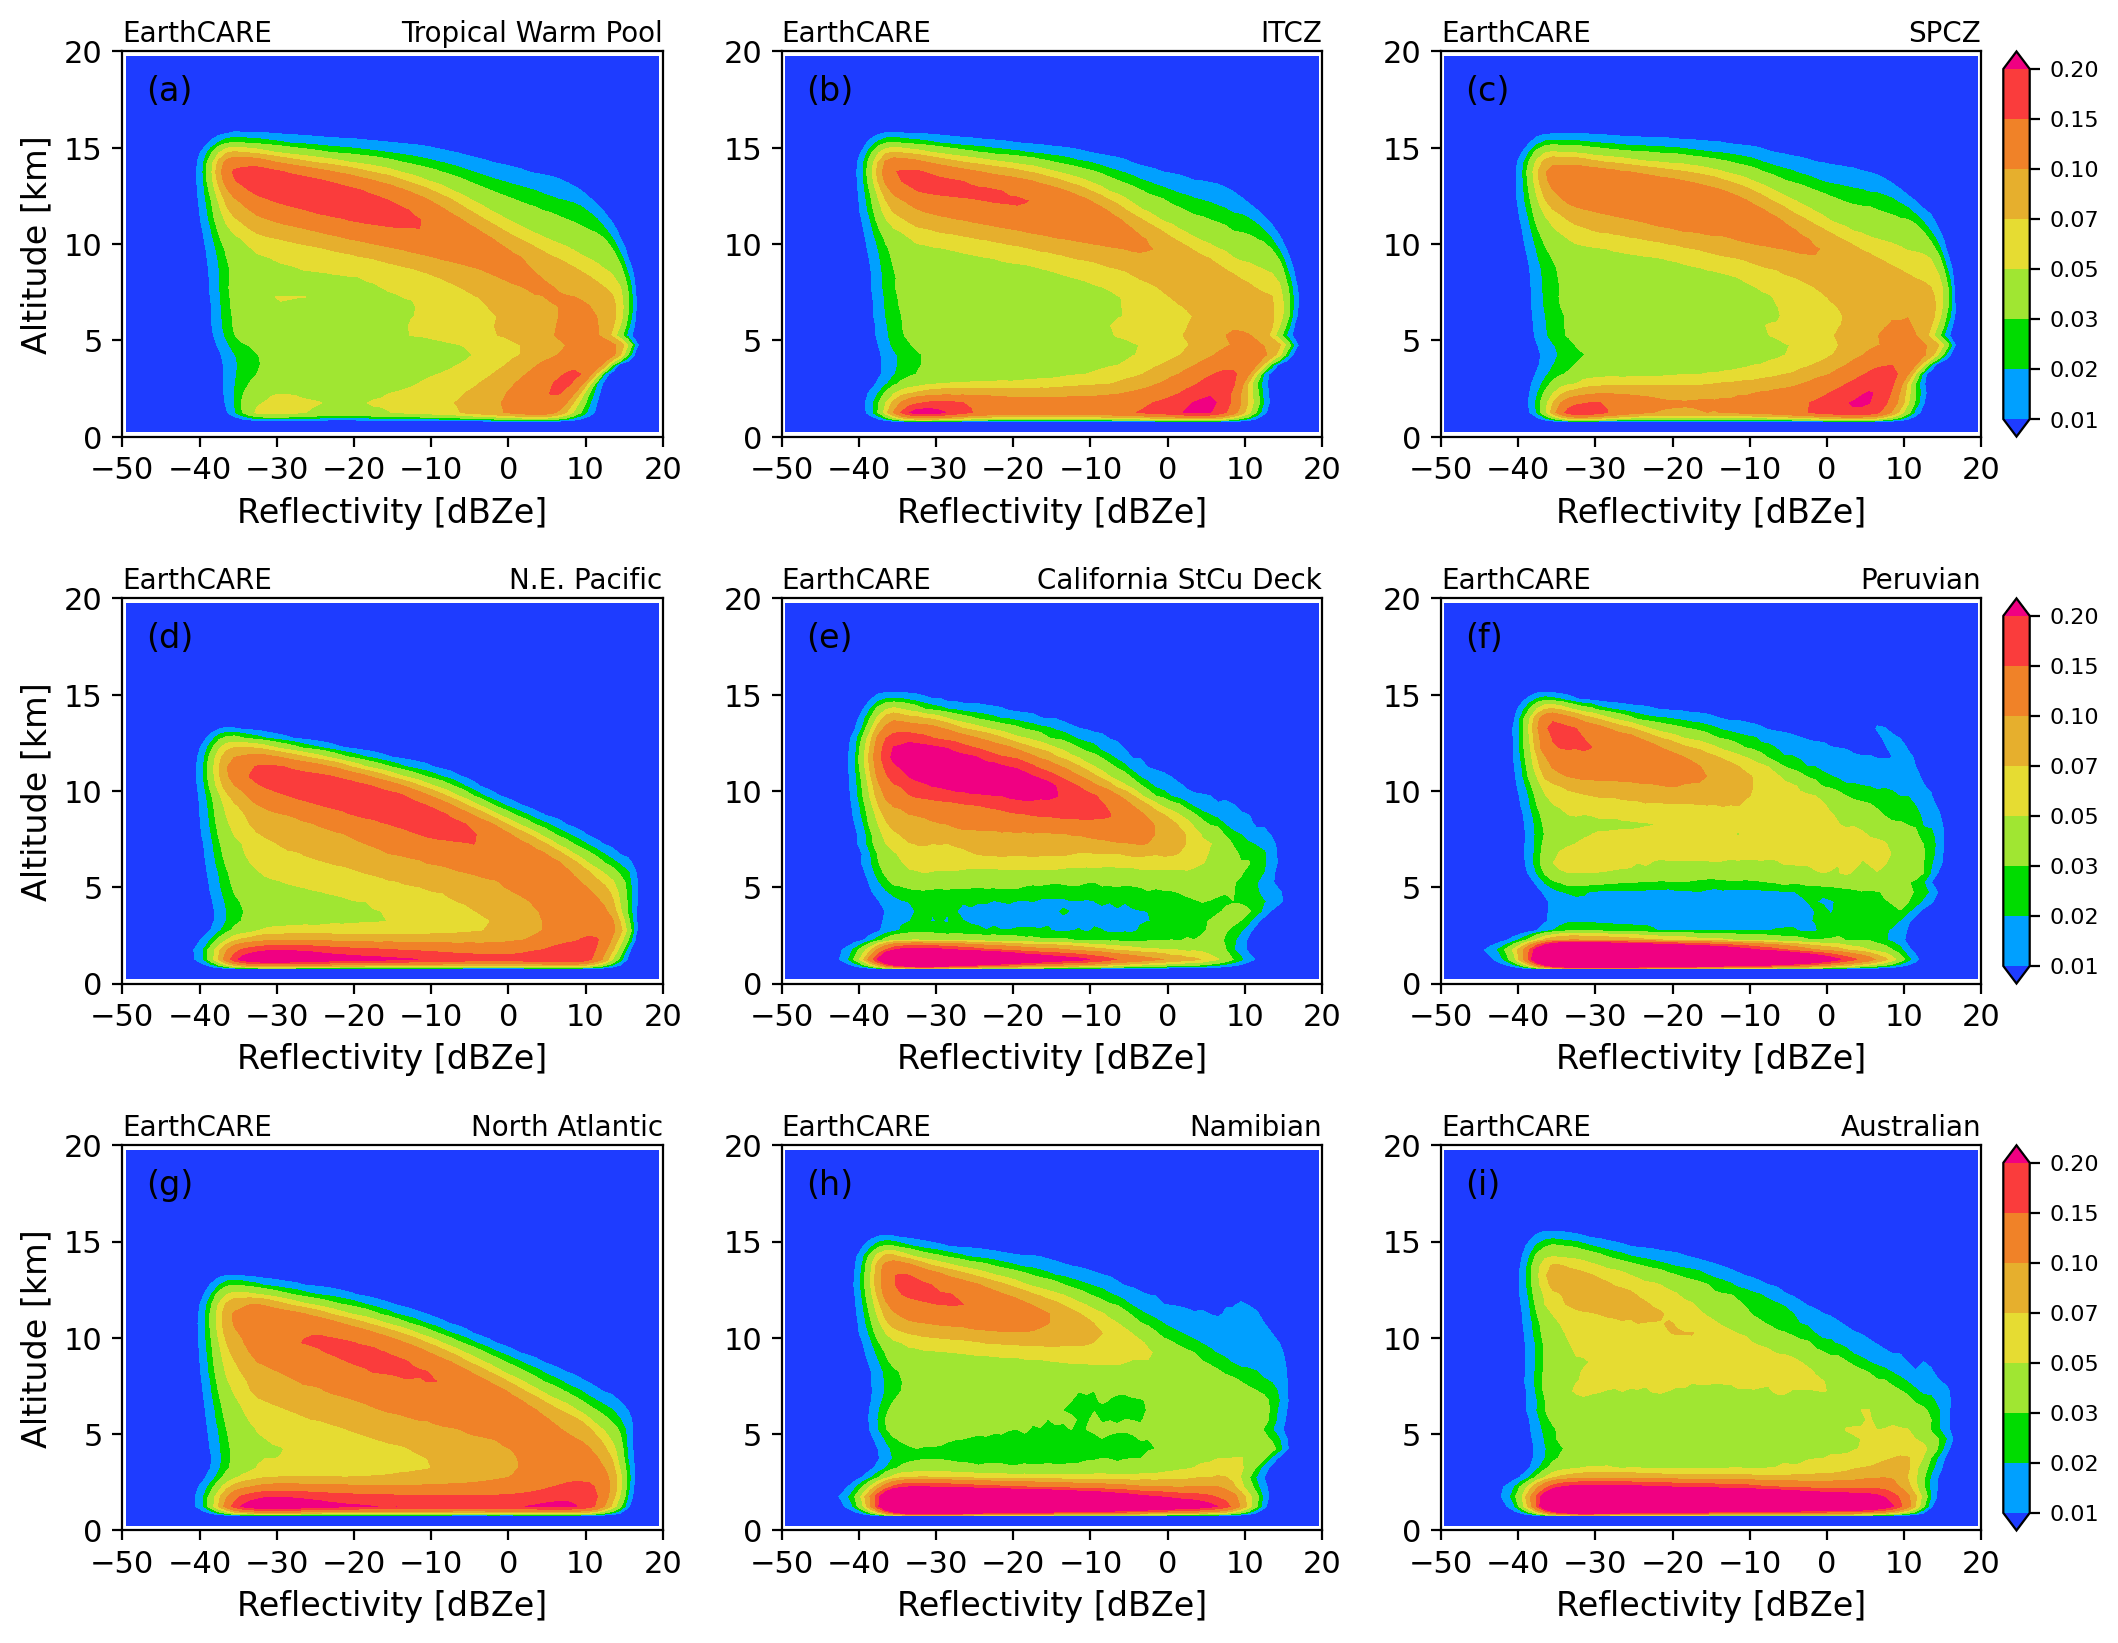 EarthCARE Tropical Warm Pool
EarthCARE ITCZ
EarthCARE SPCZ
(a)
(b)
(c)
Altitude [km]
20
15
10
5
0
20
15
10
5
0
20
15
10
5
0
−50 −40 −30 −20 −10 0 10 20
−50 −40 −30 −20 −10 0 10 20
−50 −40 −30 −20 −10 0 10 20
Reflectivity [dBZe]
Reflectivity [dBZe]
Reflectivity [dBZe]
0.20
0.15
0.10
0.07
0.05
0.03
0.02
0.01
EarthCARE N.E. Pacific
EarthCARE California StCu Deck
EarthCARE Peruvian
(d)
(e)
(f)
Altitude [km]
20
15
10
5
0
20
15
10
5
0
20
15
10
5
0
−50 −40 −30 −20 −10 0 10 20
−50 −40 −30 −20 −10 0 10 20
−50 −40 −30 −20 −10 0 10 20
Reflectivity [dBZe]
Reflectivity [dBZe]
Reflectivity [dBZe]
0.20
0.15
0.10
0.07
0.05
0.03
0.02
0.01
EarthCARE North Atlantic
EarthCARE Namibian
EarthCARE Australian
(g)
(h)
(i)
Altitude [km]
20
15
10
5
0
20
15
10
5
0
20
15
10
5
0
−50 −40 −30 −20 −10 0 10 20
−50 −40 −30 −20 −10 0 10 20
−50 −40 −30 −20 −10 0 10 20
Reflectivity [dBZe]
Reflectivity [dBZe]
Reflectivity [dBZe]
0.20
0.15
0.10
0.07
0.05
0.03
0.02
0.01